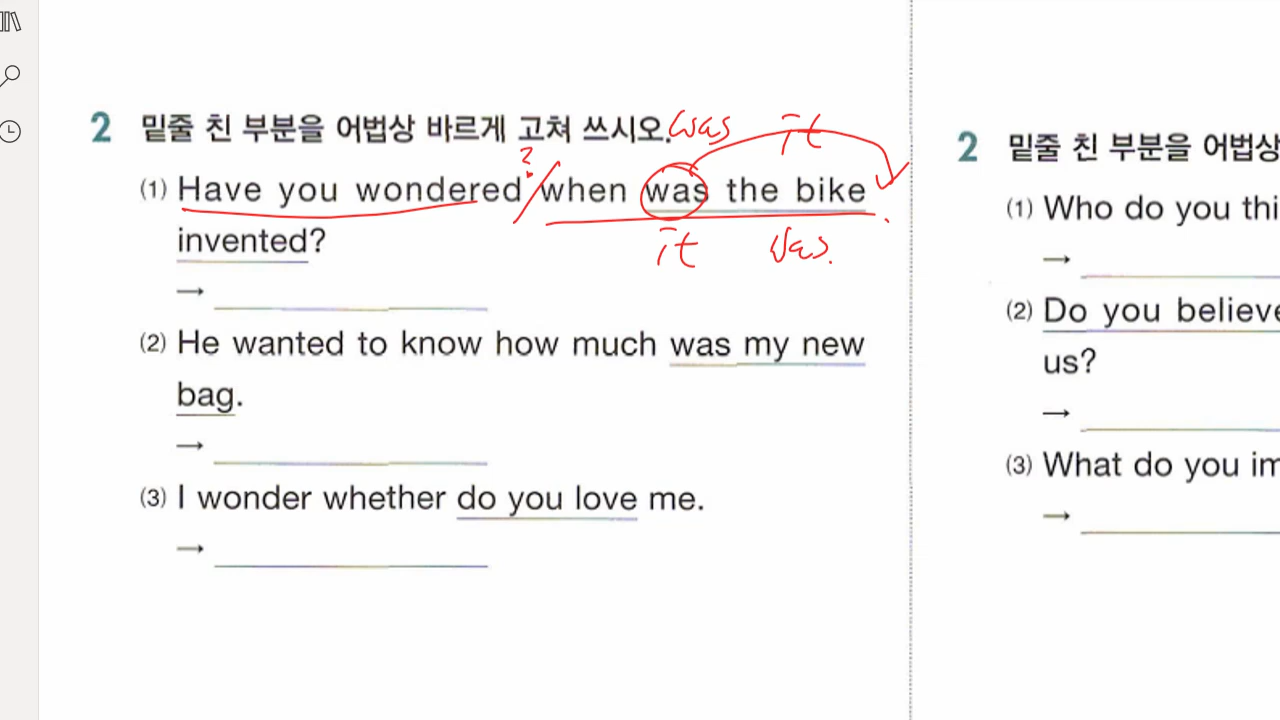 2 밑줄 친 부분을 어법상 바르게 고쳐 쓰시오. was it
?
(1) Have you wondered when was the bike
invented?
it was.
→
(2) He wanted to know how much was my new
bag.
→
(3) I wonder whether do you love me.
→
2 밑줄 친 부분을 어법상
(1) Who do you thi
→
(2) Do you believe
us?
→
(3) What do you im
→